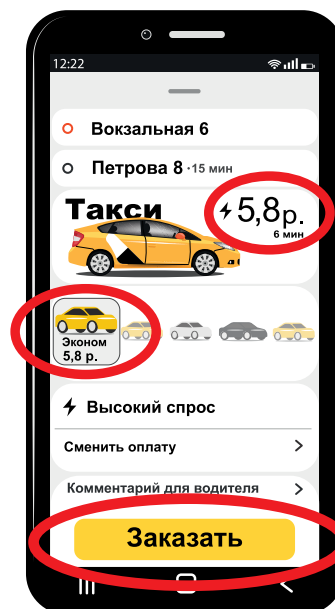 12:22
Вокзальная 6
Петрова 8 · 15 мин
Такси
5,8р.
6 мин
Эконом
5,8 р.
Высокий спрос
Сменить оплату
Комментарий для водителя
Заказать